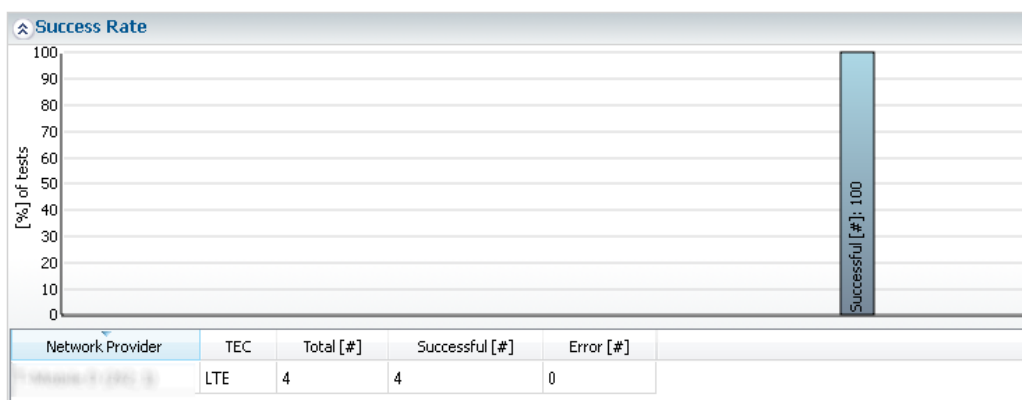 Success Rate
100
90
80
70
60
50
40
30
20
10
0
[%] of tests
Successful [#]: 100
Network Provider TEC Total [#] Successful [#] Error [#]
LTE 4 4 0